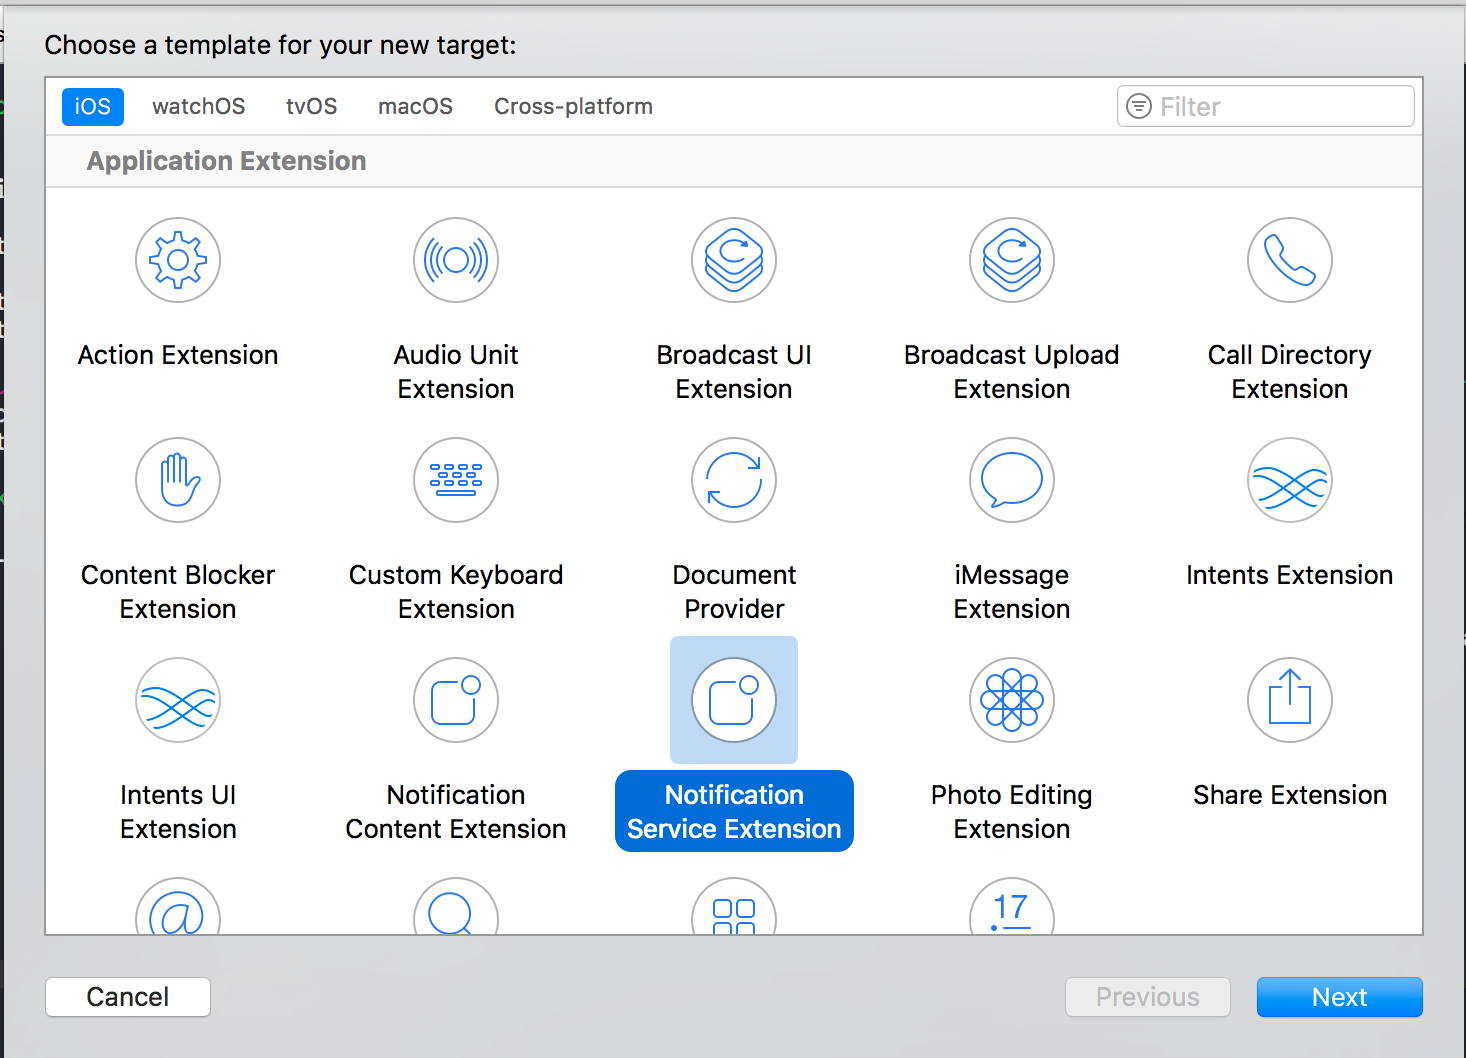 Choose a template for your new target:
iOS watchOS tvOS macOS Cross-platform Filter
Application Extension
Action Extension
Audio Unit
Extension
Broadcast UI
Extension
Broadcast Upload
Extension
Call Directory
Extension
Content Blocker
Extension
Custom Keyboard
Extension
Document
Provider
iMessage
Extension
Intents Extension
Intents UI
Extension
Notification
Content Extension
Notification
Service Extension
Photo Editing
Extension
Share Extension
@
17
Cancel Previous Next